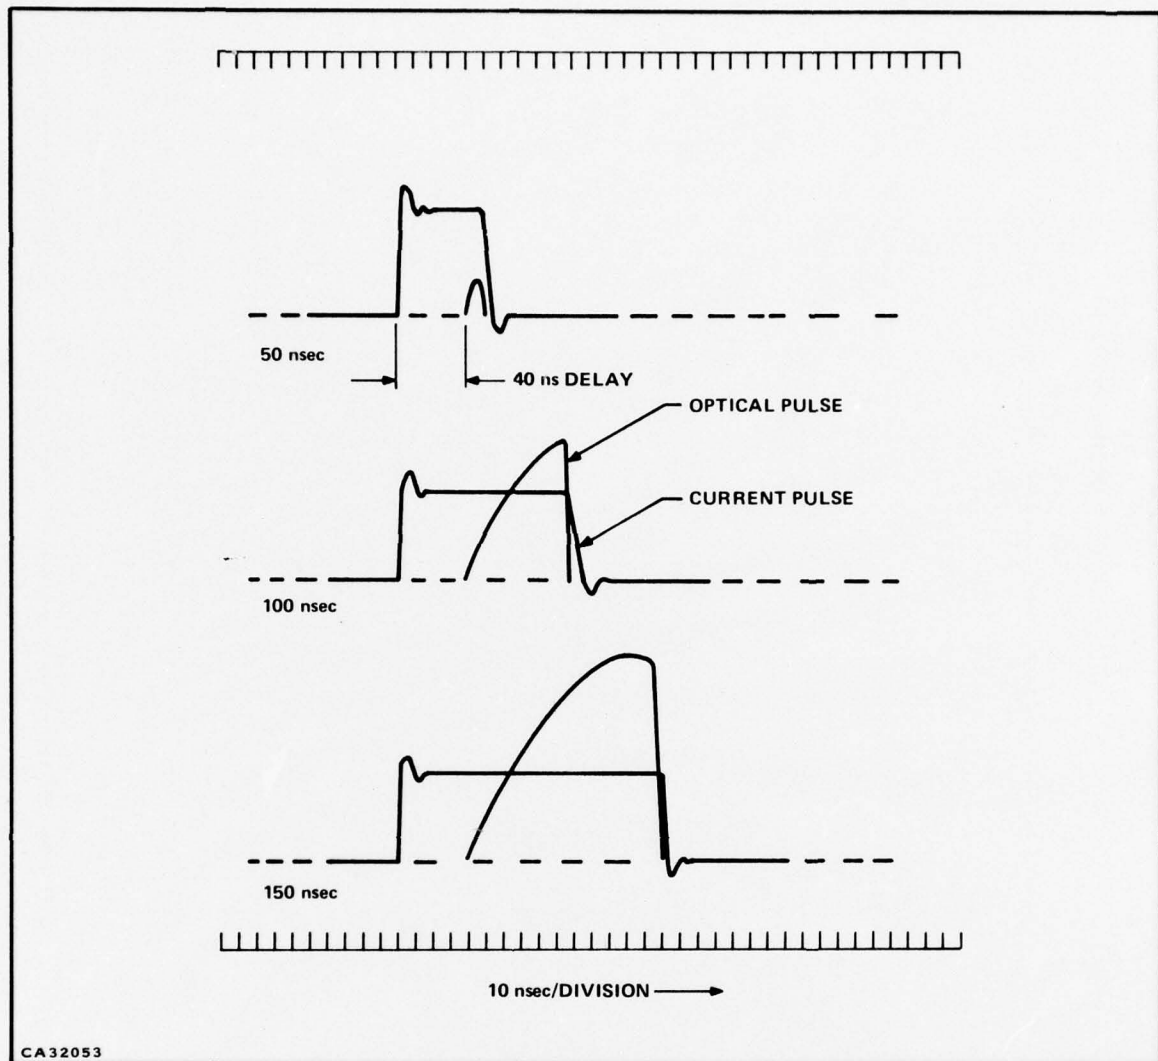 50 nsec
40 ns DELAY
OPTICAL PULSE
CURRENT PULSE
100 nsec
150 nsec
10 nsec/DIVISION
CA32053